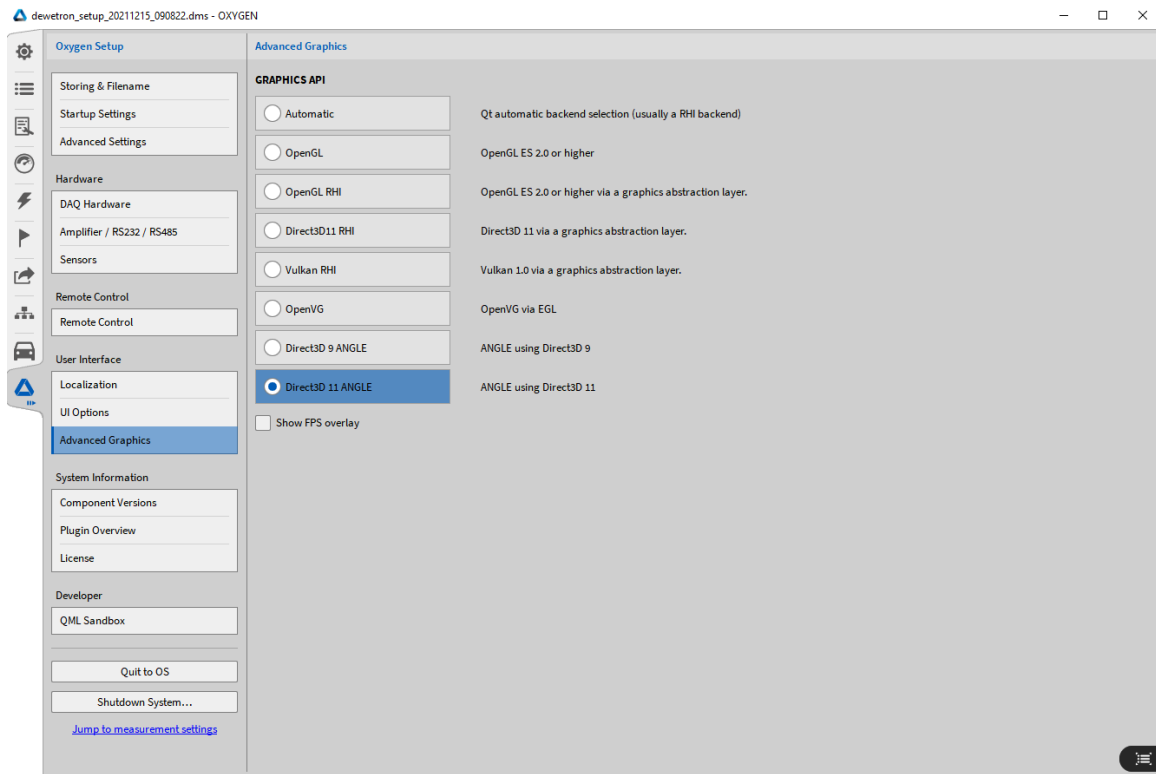 dewetron_setup_20211215_090822.dms - OXYGEN
Oxygen Setup
Storing & Filename
Startup Settings
Advanced Settings
Hardware
DAQ Hardware
Amplifier / RS232 / RS485
Sensors
Remote Control
Remote Control
User Interface
Localization
UI Options
Advanced Graphics
System Information
Component Versions
Plugin Overview
License
Developer
QML Sandbox
Quit to OS
Shutdown System...
Jump to measurement settings
Advanced Graphics
GRAPHICS API
Automatic Qt automatic backend selection (usually a RHI backend)
OpenGL OpenGL ES 2.0 or higher
OpenGL RHI OpenGL ES 2.0 or higher via a graphics abstraction layer.
Direct3D11 RHI Direct3D 11 via a graphics abstraction layer.
Vulkan RHI Vulkan 1.0 via a graphics abstraction layer.
OpenVG OpenVG via EGL
Direct3D 9 ANGLE ANGLE using Direct3D 9
Direct3D 11 ANGLE ANGLE using Direct3D 11
Show FPS overlay